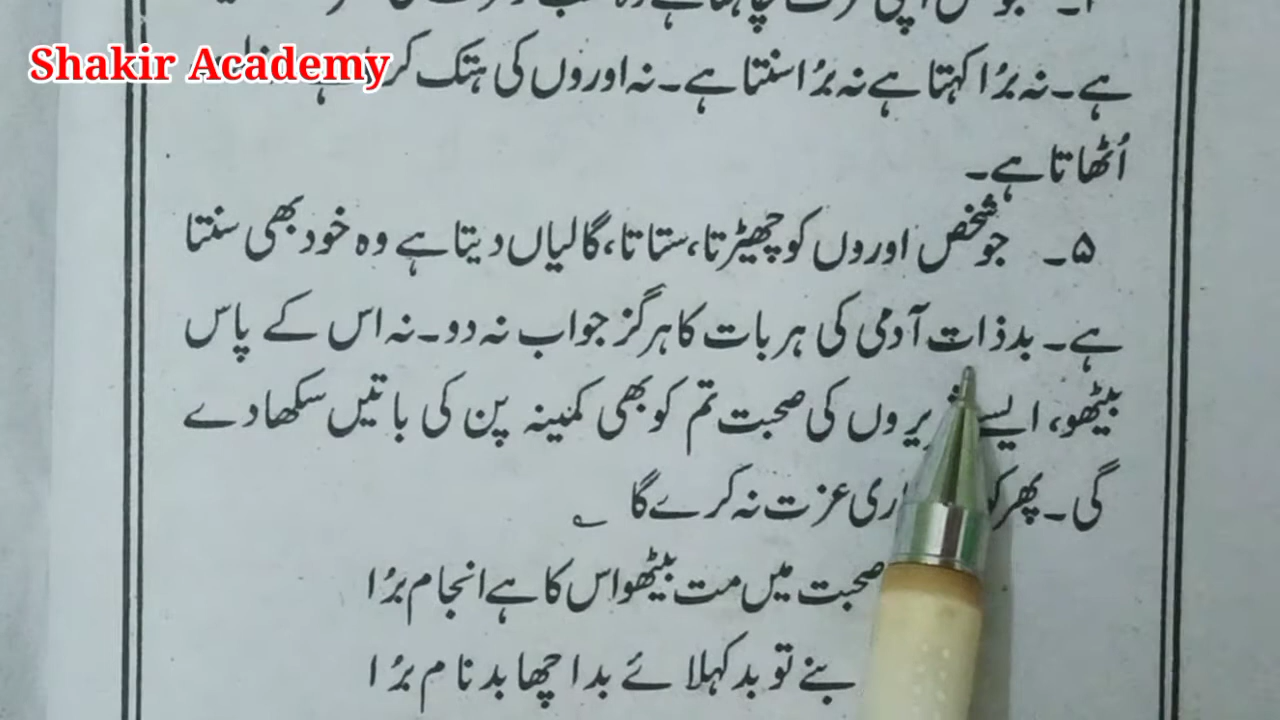 Shakir Academy
ہے۔ نہ بُرا کہتا ہے نہ بُرا سنتا ہے۔ نہ اوروں کی ہتک کر
اُٹھاتا ہے۔
۵۔ جو شخص اوروں کو چھیڑتا، ستاتا، گالیاں دیتا ہے وہ خود بھی سنتا
ہے۔ بدذات آدمی کی ہر بات کا ہرگز جواب نہ دو۔ نہ اس کے پاس
بیٹھو، ایسے شریروں کی صحبت تم کو بھی کمینہ پن کی باتیں سکھا دے
گی۔ پھر عزت نہ کرے گا
صحبت میں مت بیٹھو اس کا ہے انجام بُرا
بنے تو بد کہلائے بد اچھا بدنام بُرا